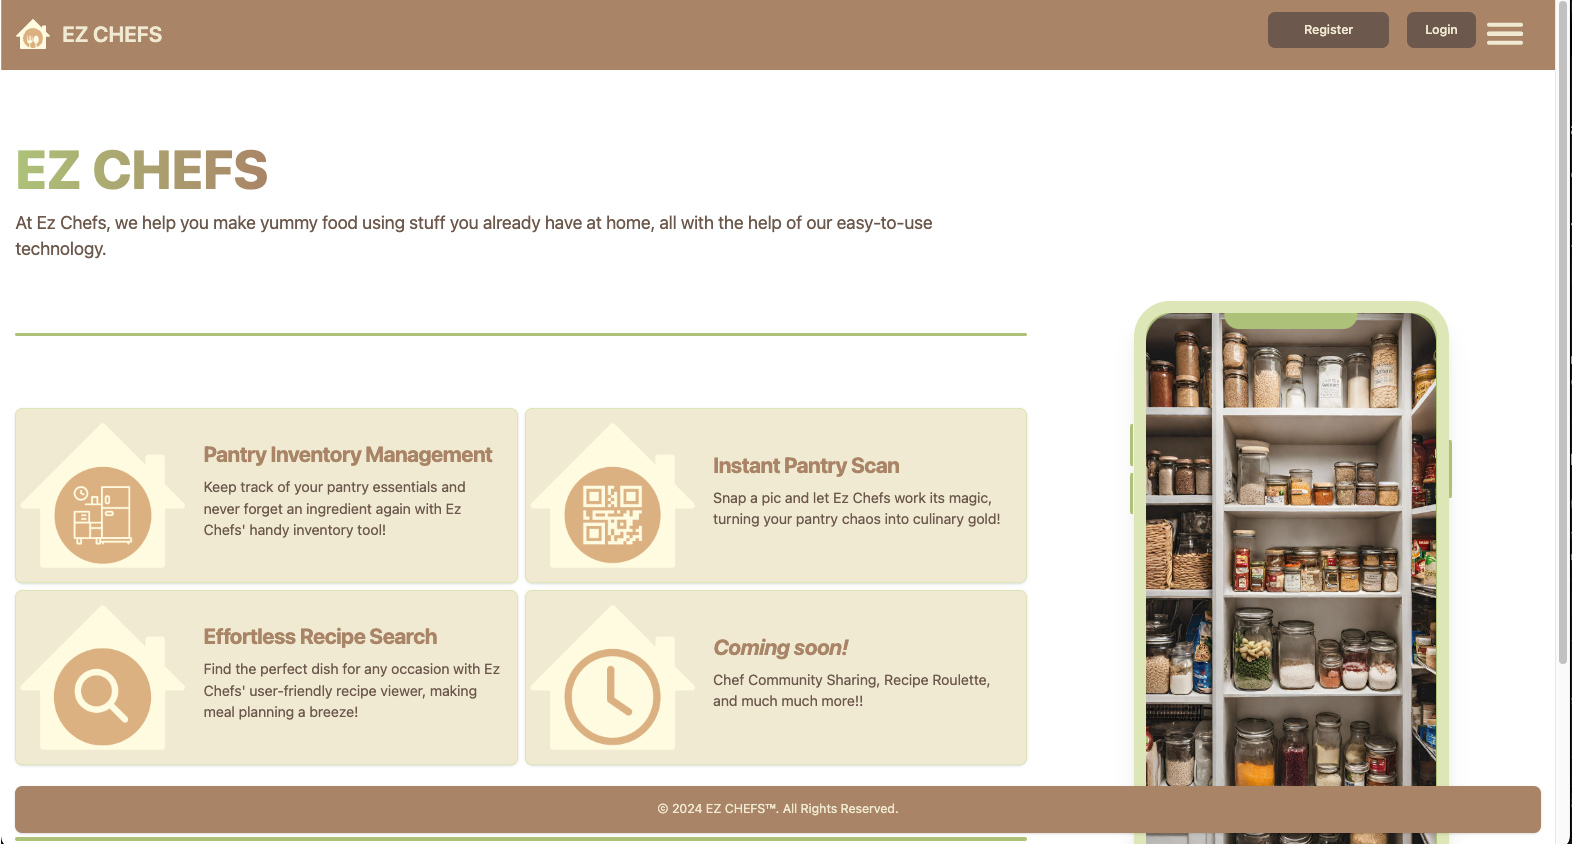 EZ CHEFS
Register
Login
EZ CHEFS
At Ez Chefs, we help you make yummy food using stuff you already have at home, all with the help of our easy-to-use
technology.
Pantry Inventory Management
Keep track of your pantry essentials and
never forget an ingredient again with Ez
Chefs' handy inventory tool!
Instant Pantry Scan
Snap a pic and let Ez Chefs work its magic,
turning your pantry chaos into culinary gold!
Effortless Recipe Search
Find the perfect dish for any occasion with Ez
Chefs' user-friendly recipe viewer, making
meal planning a breeze!
Coming soon!
Chef Community Sharing, Recipe Roulette,
and much much more!!
© 2024 EZ CHEFS™. All Rights Reserved.